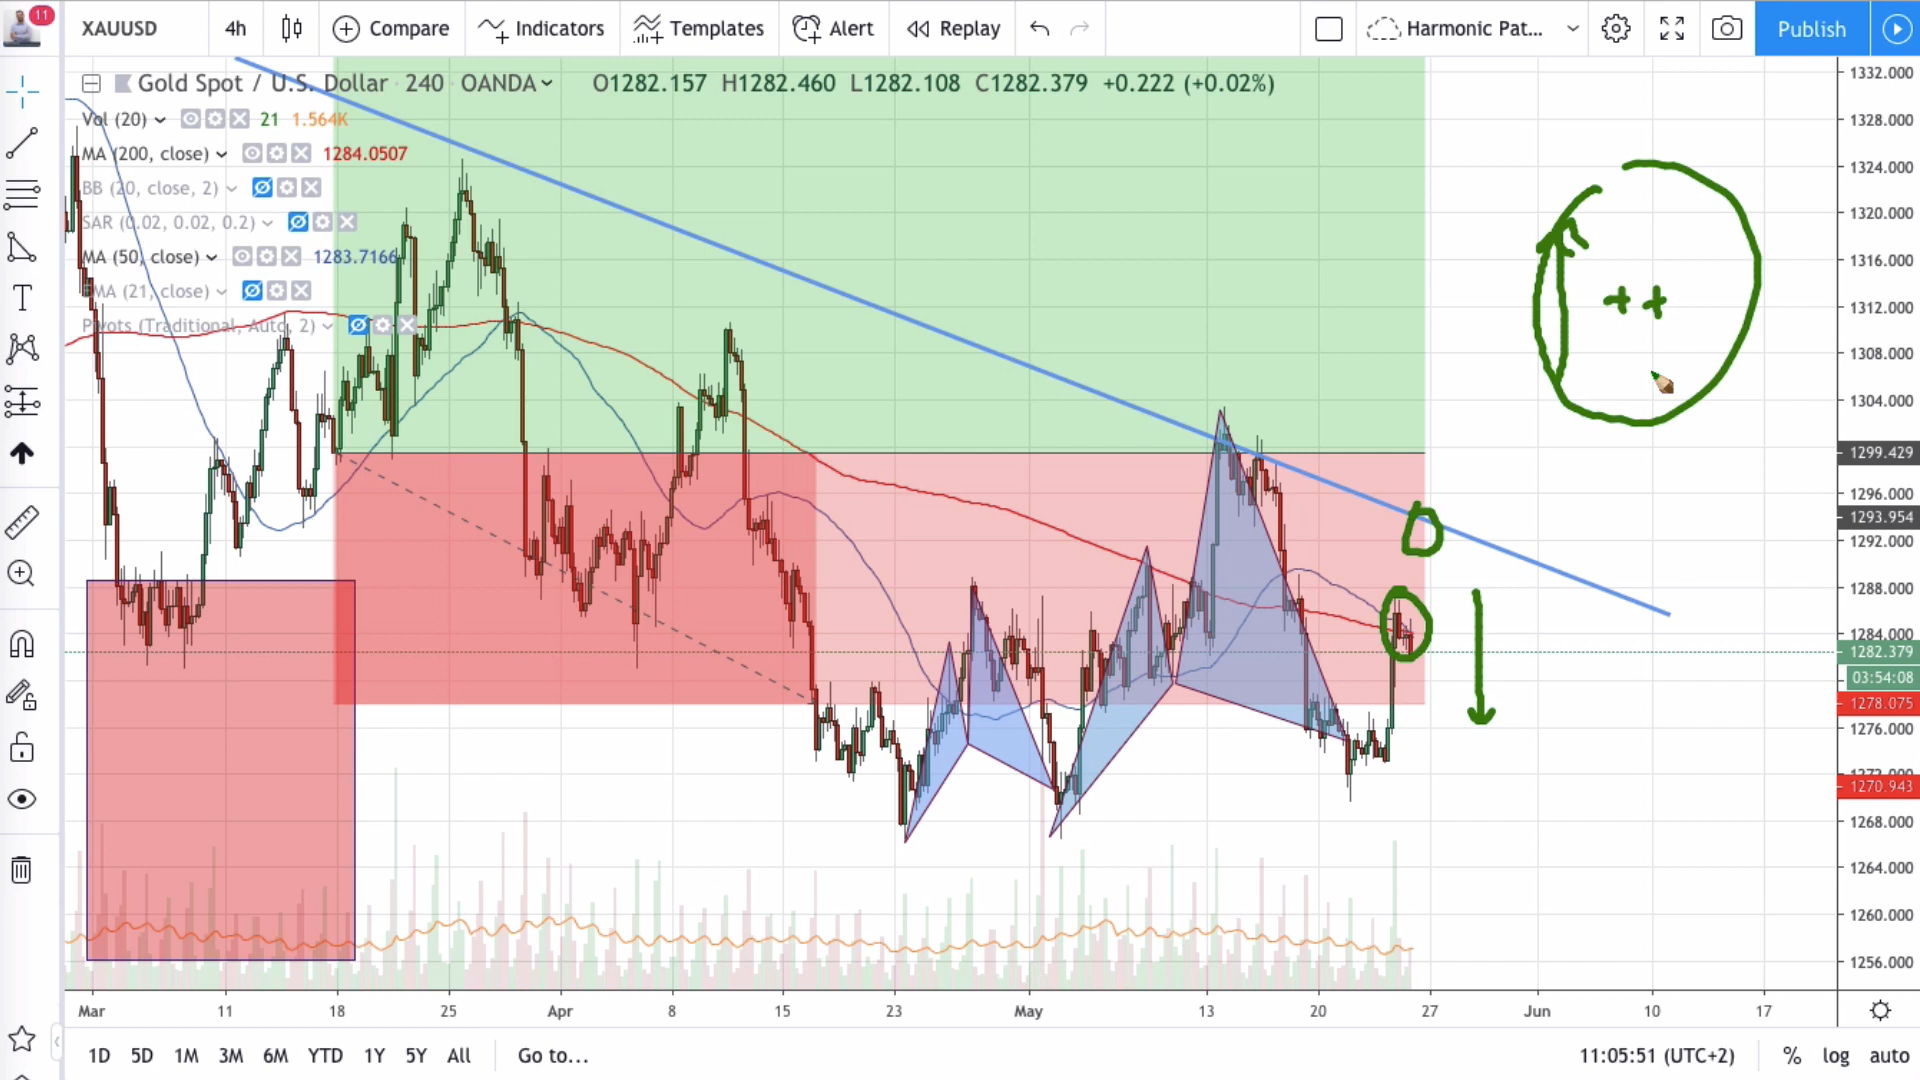 11
XAUUSD 4h Compare Indicators Templates Alert Replay Harmonic Pat... Publish
Gold Spot / U.S. Dollar · 240 · OANDA O1282.157 H1282.460 L1282.108 C1282.379 +0.222 (+0.02%)
Vol (20) 21 1.564K
MA (200, close) 1284.0507
BB (20, close, 2)
SAR (0.02, 0.02, 0.2)
MA (50, close) 1283.7166
EMA (21, close)
Pivots (Traditional, Auto, 2)
T
++
1332.000
1328.000
1324.000
1320.000
1316.000
1312.000
1308.000
1304.000
1299.429
1296.000
1293.954
1292.000
1288.000
1284.000
1282.379
03:54:08
1278.075
1276.000
1270.943
1268.000
1264.000
1260.000
1256.000
Mar 11 18 25 Apr 8 15 23 May 13 20 27 Jun 10 17
1D 5D 1M 3M 6M YTD 1Y 5Y All Go to... 11:05:51 (UTC+2) % log auto